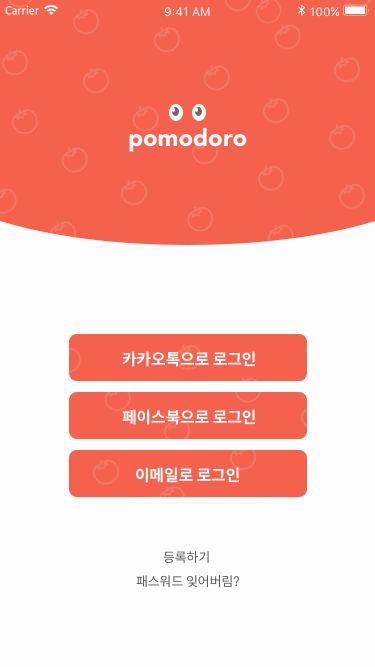 Carrier 9:41 AM 100%
pomodoro
카카오톡으로 로그인
페이스북으로 로그인
이메일로 로그인
등록하기
패스워드 잊어버림?